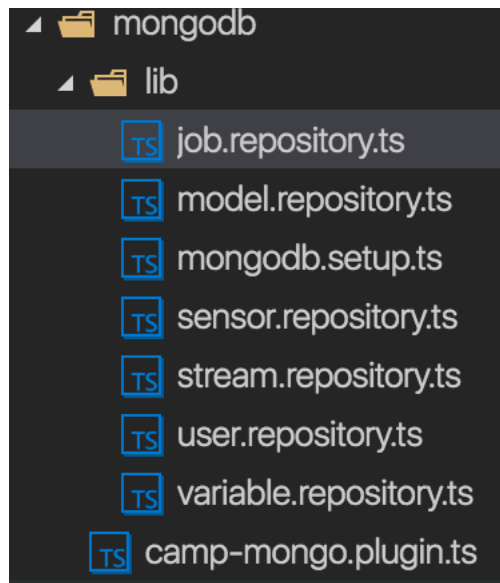 mongodb
lib
TS job.repository.ts
TS model.repository.ts
TS mongodb.setup.ts
TS sensor.repository.ts
TS stream.repository.ts
TS user.repository.ts
TS variable.repository.ts
TS camp-mongo.plugin.ts